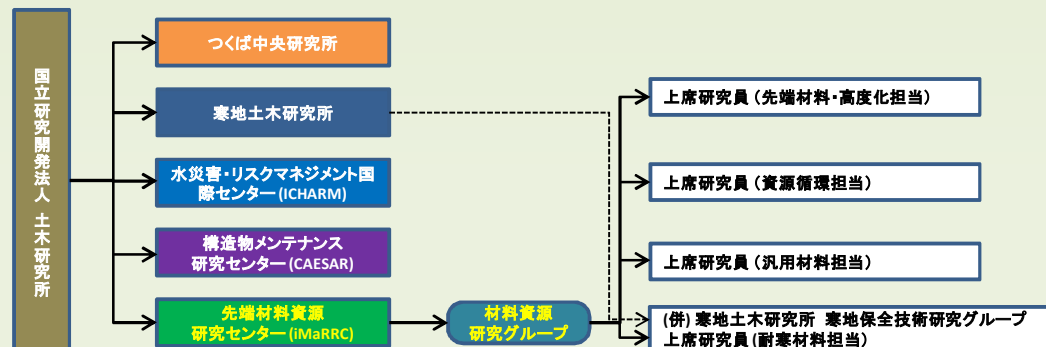 国立研究開発法人 土木研究所
つくば中央研究所
寒地土木研究所
水災害・リスクマネジメント国
際センター(ICHARM)
構造物メンテナンス
研究センター(CAESAR)
先端材料資源
研究センター(iMaRRC)
材料資源
研究グループ
上席研究員(先端材料・高度化担当)
上席研究員(資源循環担当)
上席研究員(汎用材料担当)
(併) 寒地土木研究所 寒地保全技術研究グループ
上席研究員(耐寒材料担当)